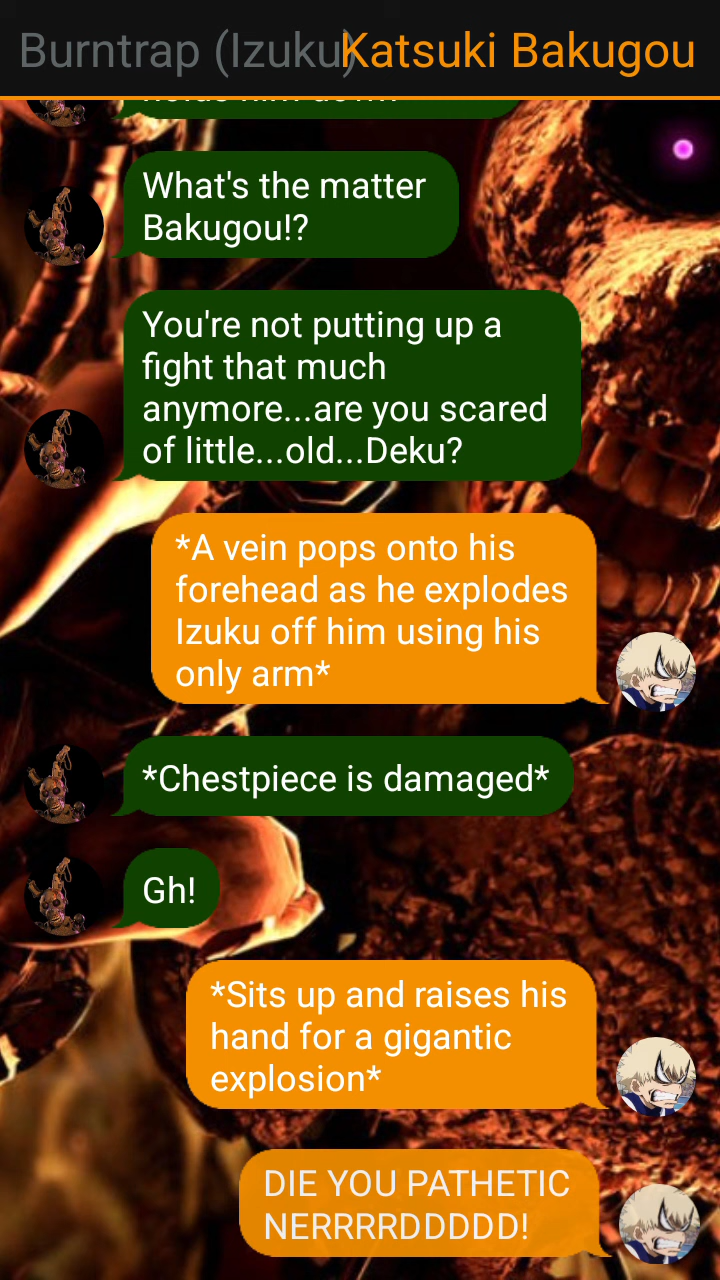 Burntrap (Izuku)
Katsuki Bakugou
What's the matter
Bakugou!?
You're not putting up a
fight that much
anymore...are you scared
of little...old...Deku?
*A vein pops onto his
forehead as he explodes
Izuku off him using his
only arm*
*Chestpiece is damaged*
Gh!
*Sits up and raises his
hand for a gigantic
explosion*
DIE YOU PATHETIC
NERRRRDDDDD!